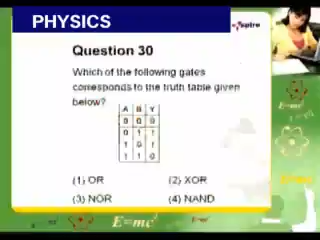 PHYSICS
Question 30
Which of the following gates
corresponds to the truth table given
below?
A B Y
0 0 0
0 1 1
1 0 1
1 1 0
(1) OR (2) XOR
(3) NOR (4) NAND
E=mc²